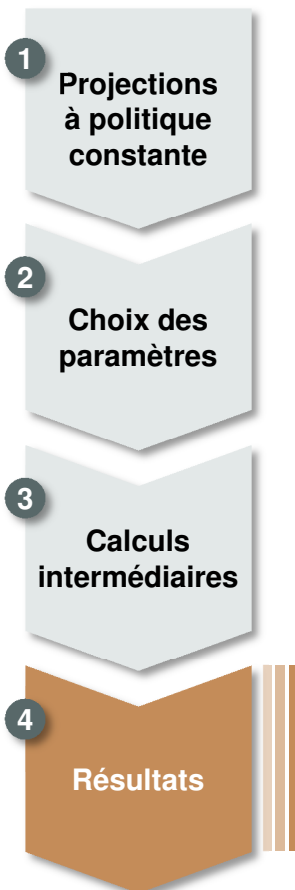 1
Projections
à politique
constante
2
Choix des
paramètres
3
Calculs
intermédiaires
4
Résultats